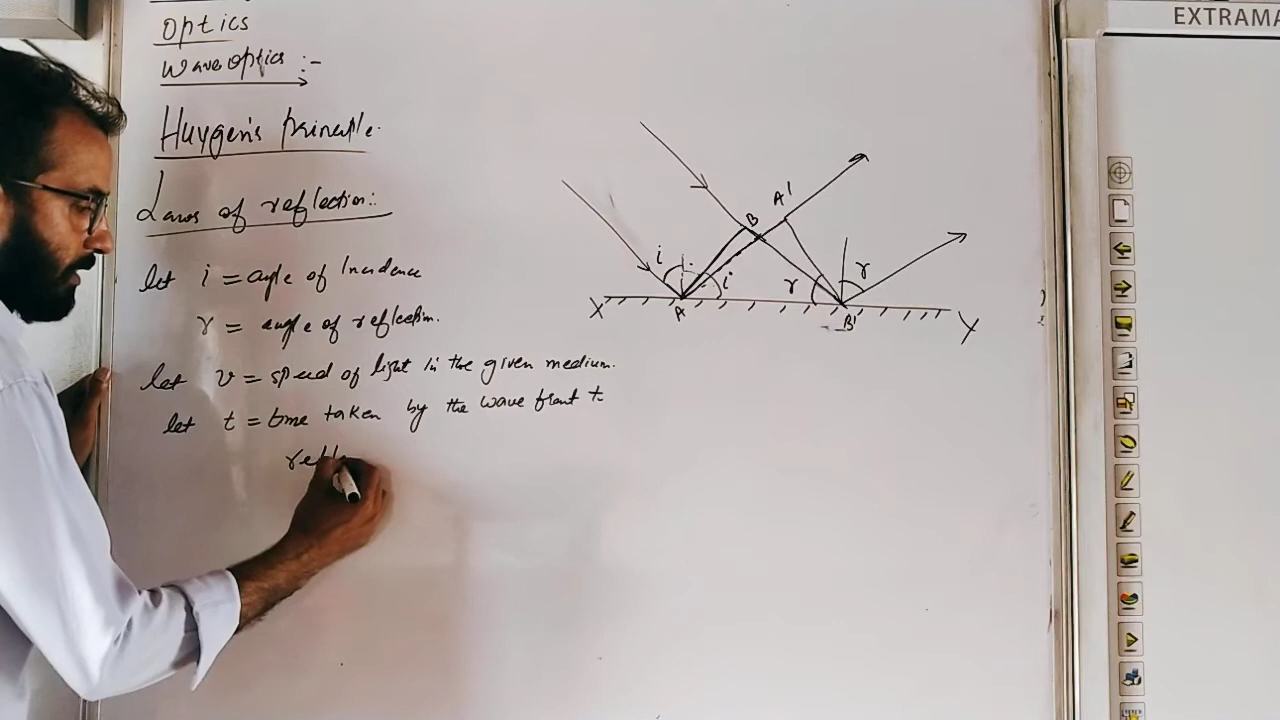 Optics
Wave optics :-
Huygen's Principle.
Laws of reflection:
let i = angle of Incidence
r = angle of reflection.
let v = speed of light in the given medium.
let t = time taken by the wave front to
refl
B A'
i i r r
X A B' Y
EXTRAMA